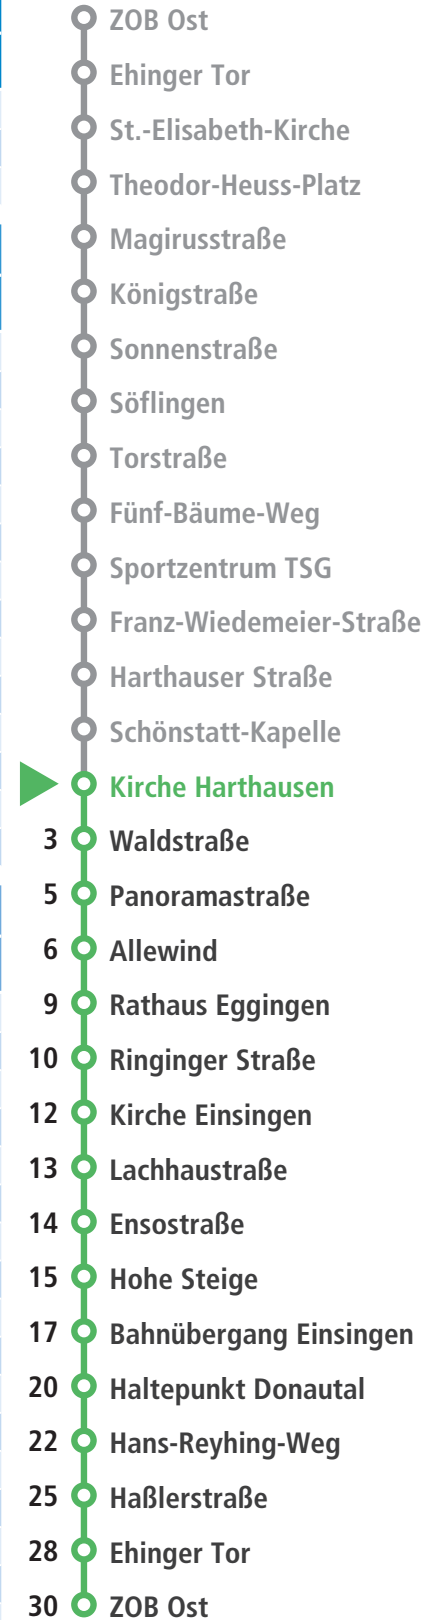 ZOB Ost
Ehinger Tor
St.-Elisabeth-Kirche
Theodor-Heuss-Platz
Magirusstraße
Königstraße
Sonnenstraße
Söflingen
Torstraße
Fünf-Bäume-Weg
Sportzentrum TSG
Franz-Wiedemeier-Straße
Harthauser Straße
Schönstatt-Kapelle
Kirche Harthausen
3 Waldstraße
5 Panoramastraße
6 Allewind
9 Rathaus Eggingen
10 Ringinger Straße
12 Kirche Einsingen
13 Lachhaustraße
14 Ensostraße
15 Hohe Steige
17 Bahnübergang Einsingen
20 Haltepunkt Donautal
22 Hans-Reyhing-Weg
25 Haßlerstraße
28 Ehinger Tor
30 ZOB Ost